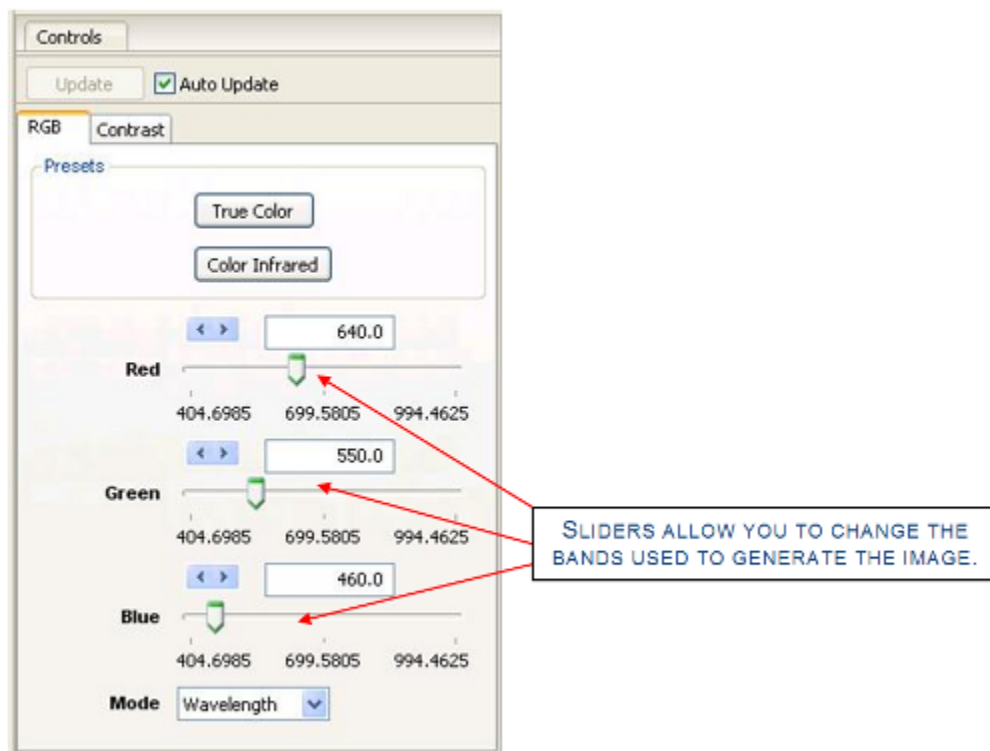 Controls
Update Auto Update
RGB Contrast
Presets
True Color
Color Infrared
< > 640.0
Red
404.6985 699.5805 994.4625
< > 550.0
Green
404.6985 699.5805 994.4625
< > 460.0
Blue
404.6985 699.5805 994.4625
Mode Wavelength
SLIDERS ALLOW YOU TO CHANGE THE
BANDS USED TO GENERATE THE IMAGE.